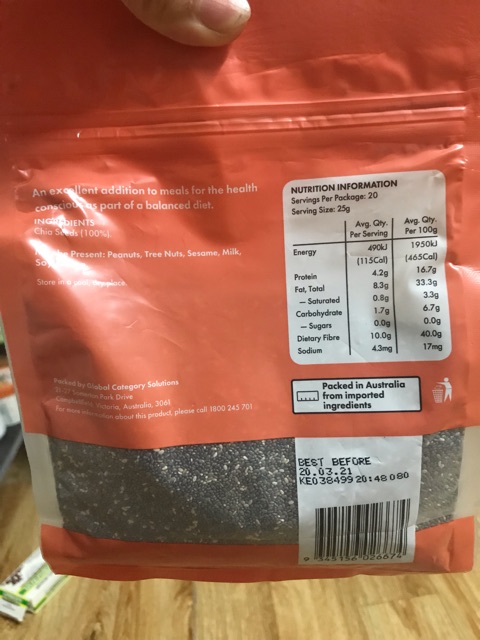 An excellent addition to meals for the health
conscious as part of a balanced diet.
INGREDIENTS
Chia Seeds (100%).
Present: Peanuts, Tree Nuts, Sesame, Milk,
Store in a cool, dry place.
Packed by Global Category Solutions
Park Drive
Victoria, Australia, 3061
For more information about this product, please call 1800 243 701
NUTRITION INFORMATION
Servings Per Package: 20
Serving Size: 25g
Avg. Qty. Per Serving Avg. Qty. Per 100g
Energy 490kJ 1950kJ
(115Cal) (465Cal)
Protein 4.2g 16.7g
Fat, Total 8.3g 33.3g
— Saturated 0.8g 3.3g
Carbohydrate 1.7g 6.7g
— Sugars 0.0g 0.0g
Dietary Fibre 10.0g 40.0g
Sodium 4.3mg 17mg
Packed in Australia
from imported
ingredients
BEST BEFORE
20.03.21
KE038499 20:48 080